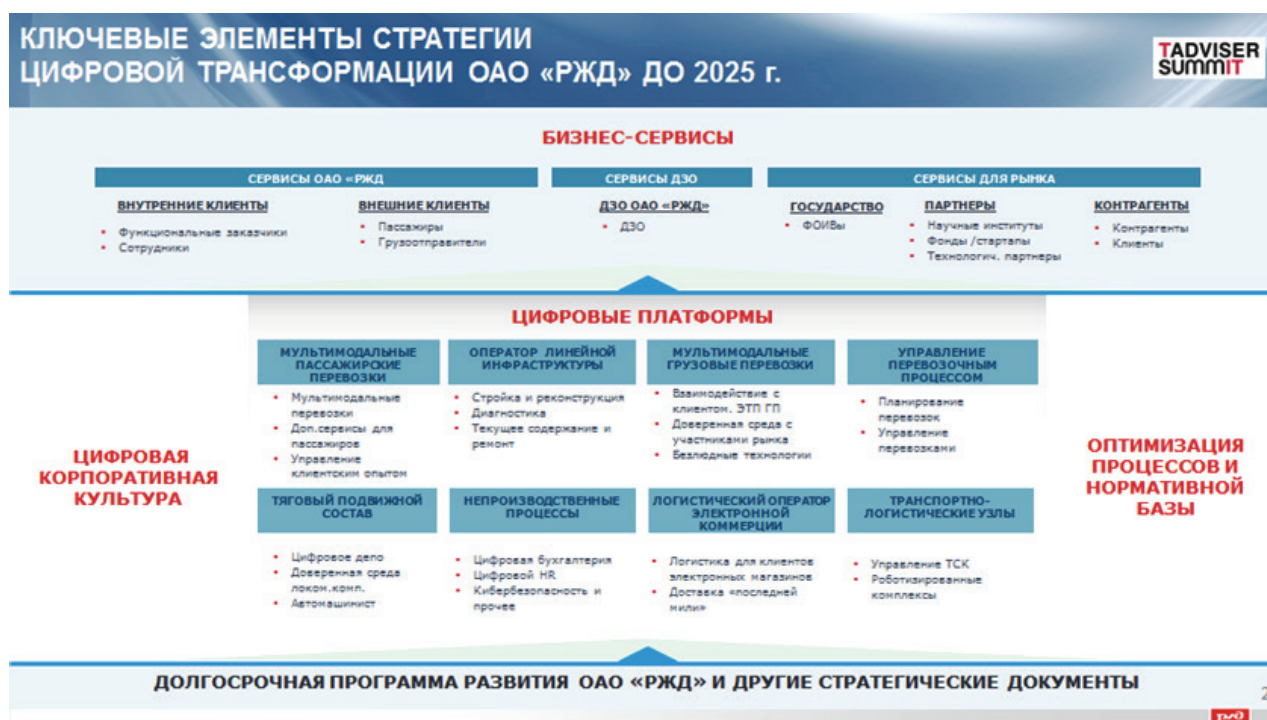 КЛЮЧЕВЫЕ ЭЛЕМЕНТЫ СТРАТЕГИИ
ЦИФРОВОЙ ТРАНСФОРМАЦИИ ОАО «РЖД» ДО 2025 г.
TADVISER
SUMMIT
БИЗНЕС-СЕРВИСЫ
СЕРВИСЫ ОАО «РЖД
СЕРВИСЫ ДЗО
СЕРВИСЫ ДЛЯ РЫНКА
ВНУТРЕННИЕ КЛИЕНТЫ
• Функциональные заказчики
• Сотрудники
ВНЕШНИЕ КЛИЕНТЫ
• Пассажиры
• Грузоотправители
ДЗО ОАО «РЖД»
• ДЗО
ГОСУДАРСТВО
• ФОИВы
ПАРТНЕРЫ
• Научные институты
• Фонды /стартапы
• Технологич. партнеры
КОНТРАГЕНТЫ
• Контрагенты
• Клиенты
ЦИФРОВАЯ
КОРПОРАТИВНАЯ
КУЛЬТУРА
ЦИФРОВЫЕ ПЛАТФОРМЫ
МУЛЬТИМОДАЛЬНЫЕ
ПАССАЖИРСКИЕ
ПЕРЕВОЗКИ
• Мультимодальные
перевозки
• Доп.сервисы для
пассажиров
• Управление
клиентским опытом
ОПЕРАТОР ЛИНЕЙНОЙ
ИНФРАСТРУКТУРЫ
• Стройка и реконструкция
• Диагностика
• Текущее содержание и
ремонт
МУЛЬТИМОДАЛЬНЫЕ
ГРУЗОВЫЕ ПЕРЕВОЗКИ
• Взаимодействие с
клиентом. ЭТП ГП
• Доверенная среда с
участниками рынка
• Безлюдные технологии
УПРАВЛЕНИЕ
ПЕРЕВОЗОЧНЫМ
ПРОЦЕССОМ
• Планирование
перевозок
• Управление
перевозками
ТЯГОВЫЙ ПОДВИЖНОЙ
СОСТАВ
• Цифровое депо
• Доверенная среда
локом.комп.
• Автомашинист
НЕПРОИЗВОДСТВЕННЫЕ
ПРОЦЕССЫ
• Цифровая бухгалтерия
• Цифровой HR
• Кибербезопасность и
прочее
ЛОГИСТИЧЕСКИЙ ОПЕРАТОР
ЭЛЕКТРОННОЙ
КОММЕРЦИИ
• Логистика для клиентов
электронных магазинов
• Доставка «последней
мили»
ТРАНСПОРТНО-
ЛОГИСТИЧЕСКИЕ УЗЛЫ
• Управление ТСК
• Роботизированные
комплексы
ОПТИМИЗАЦИЯ
ПРОЦЕССОВ И
НОРМАТИВНОЙ
БАЗЫ
ДОЛГОСРОЧНАЯ ПРОГРАММА РАЗВИТИЯ ОАО «РЖД» И ДРУГИЕ СТРАТЕГИЧЕСКИЕ ДОКУМЕНТЫ
2